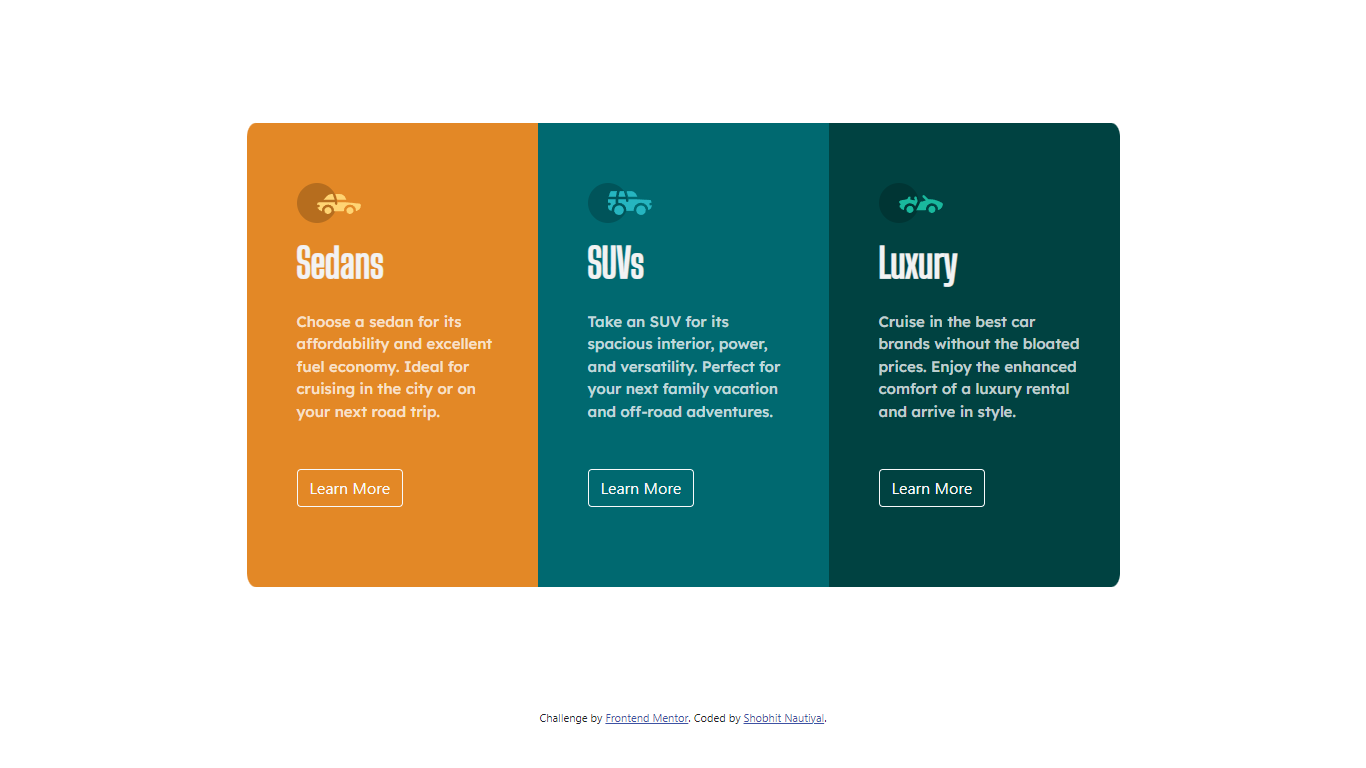 Sedans
Choose a sedan for its
affordability and excellent
fuel economy. Ideal for
cruising in the city or on
your next road trip.
Learn More
SUVs
Take an SUV for its
spacious interior, power,
and versatility. Perfect for
your next family vacation
and off-road adventures.
Learn More
Luxury
Cruise in the best car
brands without the bloated
prices. Enjoy the enhanced
comfort of a luxury rental
and arrive in style.
Learn More
Challenge by Frontend Mentor. Coded by Shobhit Nautiyal.